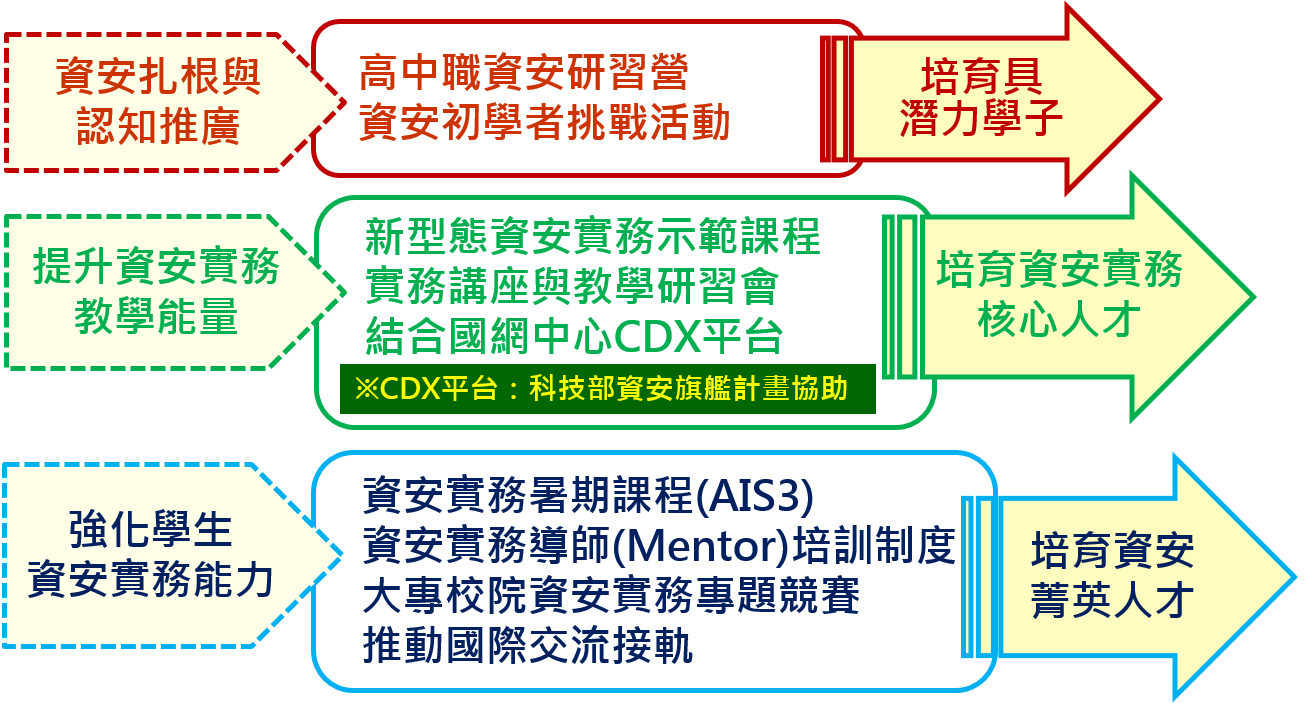 資安扎根與
認知推廣
高中職資安研習營
資安初學者挑戰活動
培育具
潛力學子
提升資安實務
教學能量
新型態資安實務示範課程
實務講座與教學研習會
結合國網中心CDX平台
※CDX平台：科技部資安旗艦計畫協助
培育資安實務
核心人才
強化學生
資安實務能力
資安實務暑期課程(AIS3)
資安實務導師(Mentor)培訓制度
大專校院資安實務專題競賽
推動國際交流接軌
培育資安
菁英人才